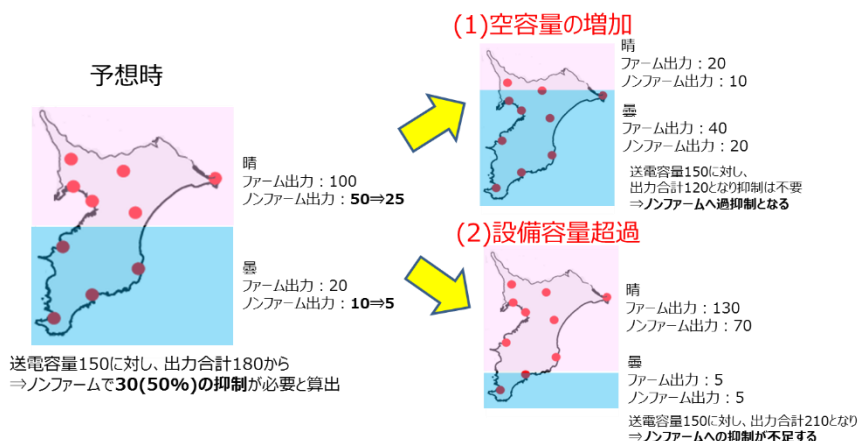 予想時
晴
ファーム出力：100
ノンファーム出力：50⇒25
曇
ファーム出力：20
ノンファーム出力：10⇒5
送電容量150に対し、出力合計180から
⇒ノンファームで30(50%)の抑制が必要と算出
(1)空容量の増加
晴
ファーム出力：20
ノンファーム出力：10
曇
ファーム出力：40
ノンファーム出力：20
送電容量150に対し、
出力合計120となり抑制は不要
⇒ノンファームへ過抑制となる
(2)設備容量超過
晴
ファーム出力：130
ノンファーム出力：70
曇
ファーム出力：5
ノンファーム出力：5
送電容量150に対し、出力合計210となり
⇒ノンファームへの抑制が不足する